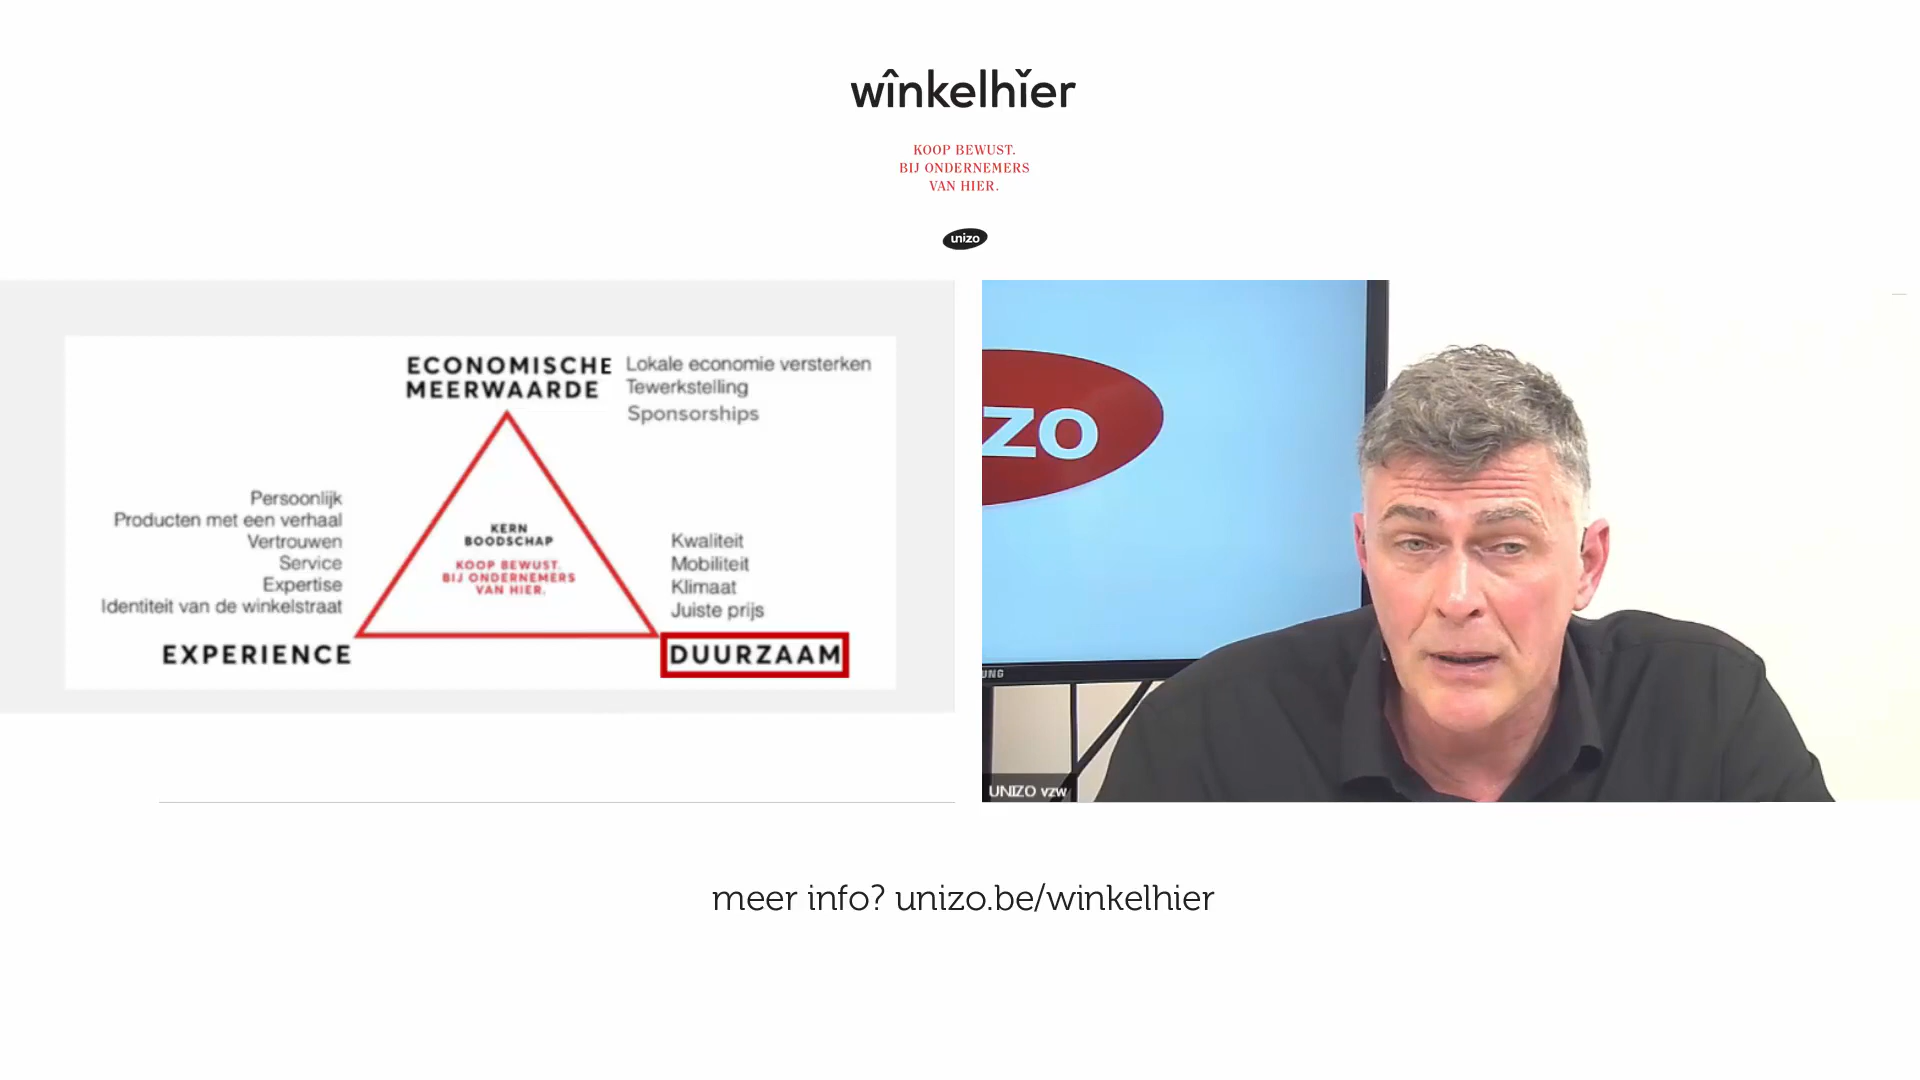 wînkelhǐer
KOOP BEWUST.
BIJ ONDERNEMERS
VAN HIER.
unizo
ECONOMISCHE
MEERWAARDE
Lokale economie versterken
Tewerkstelling
Sponsorships
Persoonlijk
Producten met een verhaal
Vertrouwen
Service
Expertise
Identiteit van de winkelstraat
EXPERIENCE
KERN
BOODSCHAP
KOOP BEWUST.
BIJ ONDERNEMERS
VAN HIER.
Kwaliteit
Mobiliteit
Klimaat
Juiste prijs
DUURZAAM
zo
UNG
UNIZO vzw
meer info? unizo.be/winkelhier